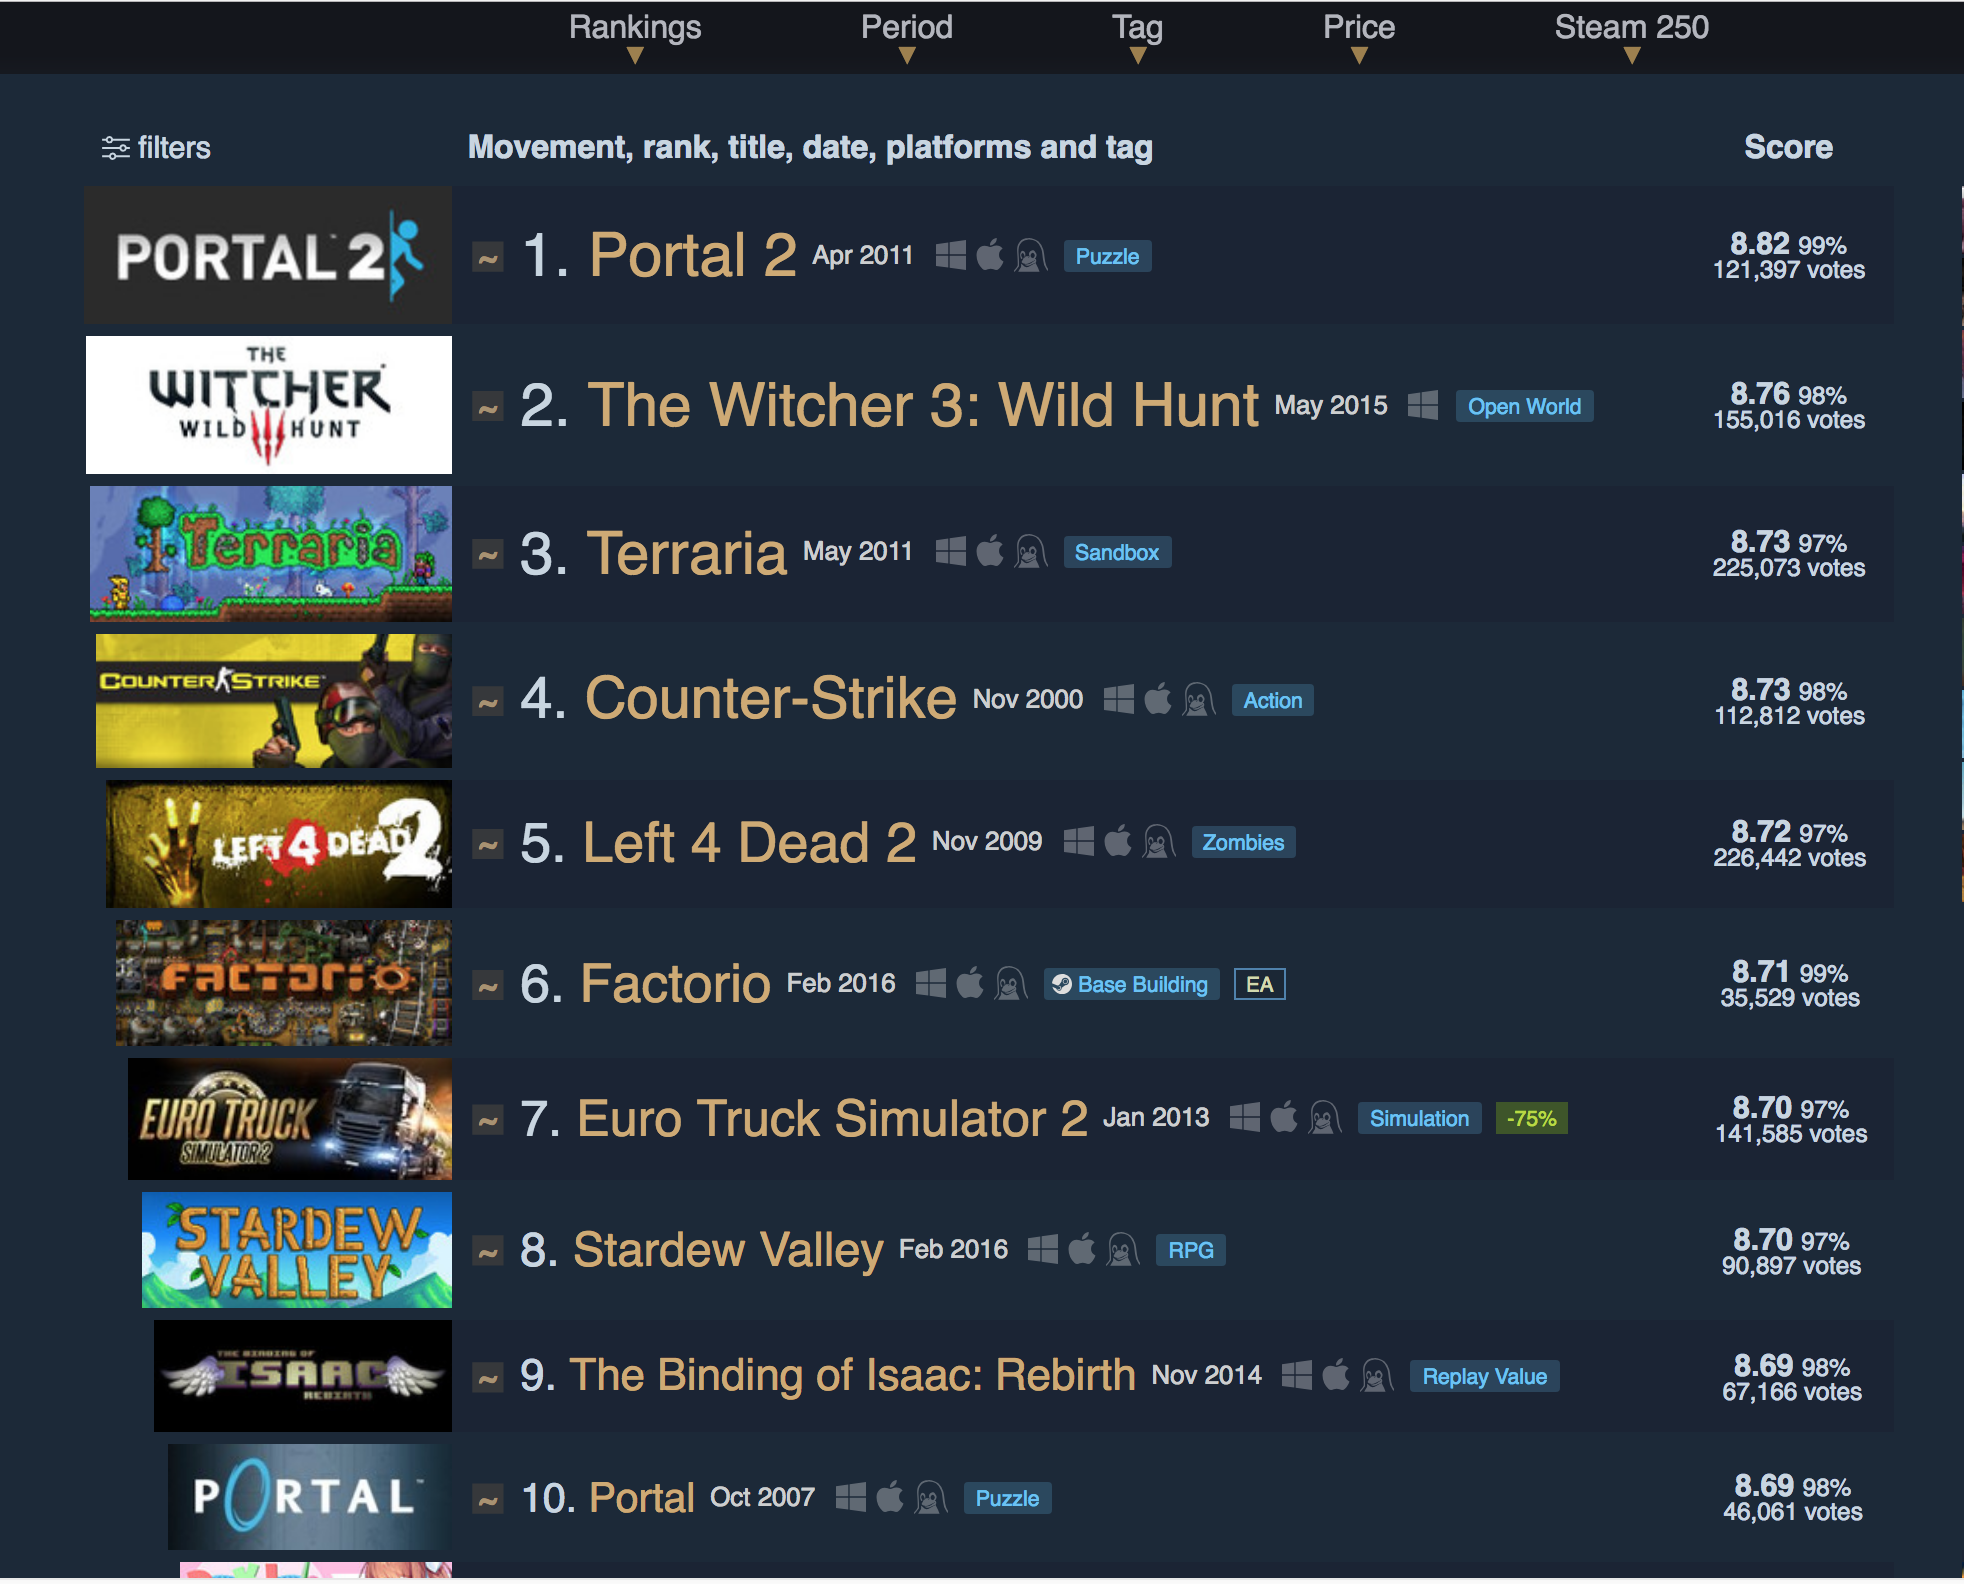 Rankings Period Tag Price Steam 250
filters Movement, rank, title, date, platforms and tag Score
PORTAL 2 ~ 1. Portal 2 Apr 2011 Puzzle 8.82 99%
121,397 votes
THE
WITCHER
WILD HUNT
~ 2. The Witcher 3: Wild Hunt May 2015 Open World 8.76 98%
155,016 votes
Terraria ~ 3. Terraria May 2011 Sandbox 8.73 97%
225,073 votes
COUNTER STRIKE ~ 4. Counter-Strike Nov 2000 Action 8.73 98%
112,812 votes
LEFT 4 DEAD 2 ~ 5. Left 4 Dead 2 Nov 2009 Zombies 8.72 97%
226,442 votes
FACTORIO ~ 6. Factorio Feb 2016 Base Building EA 8.71 99%
35,529 votes
EURO TRUCK
SIMULATOR 2
~ 7. Euro Truck Simulator 2 Jan 2013 Simulation -75% 8.70 97%
141,585 votes
STARDEW
VALLEY
~ 8. Stardew Valley Feb 2016 RPG 8.70 97%
90,897 votes
THE BINDING OF
ISAAC
REBIRTH
~ 9. The Binding of Isaac: Rebirth Nov 2014 Replay Value 8.69 98%
67,166 votes
PORTAL ~ 10. Portal Oct 2007 Puzzle 8.69 98%
46,061 votes